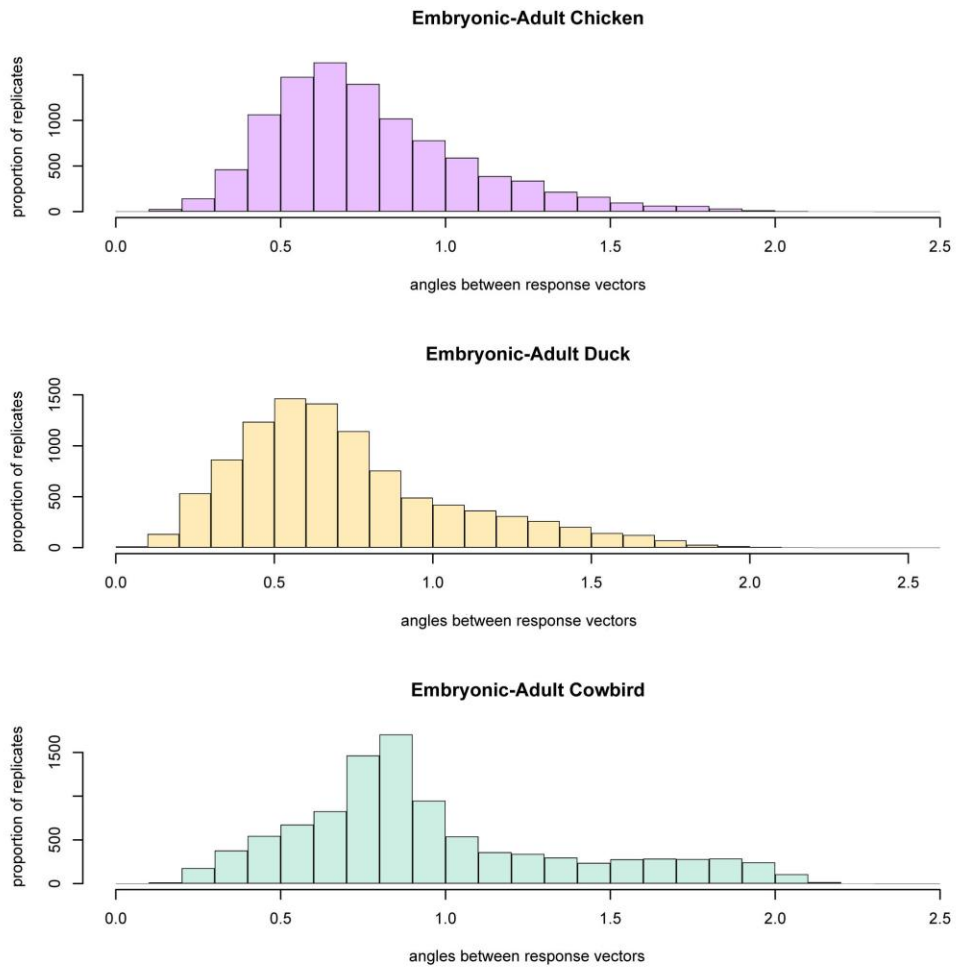 Embryonic-Adult Chicken
proportion of replicates
1000
500
0
0.0 0.5 1.0 1.5 2.0 2.5
angles between response vectors
Embryonic-Adult Duck
proportion of replicates
1500
1000
500
0
0.0 0.5 1.0 1.5 2.0 2.5
angles between response vectors
Embryonic-Adult Cowbird
proportion of replicates
1500
500
0
0.0 0.5 1.0 1.5 2.0 2.5
angles between response vectors